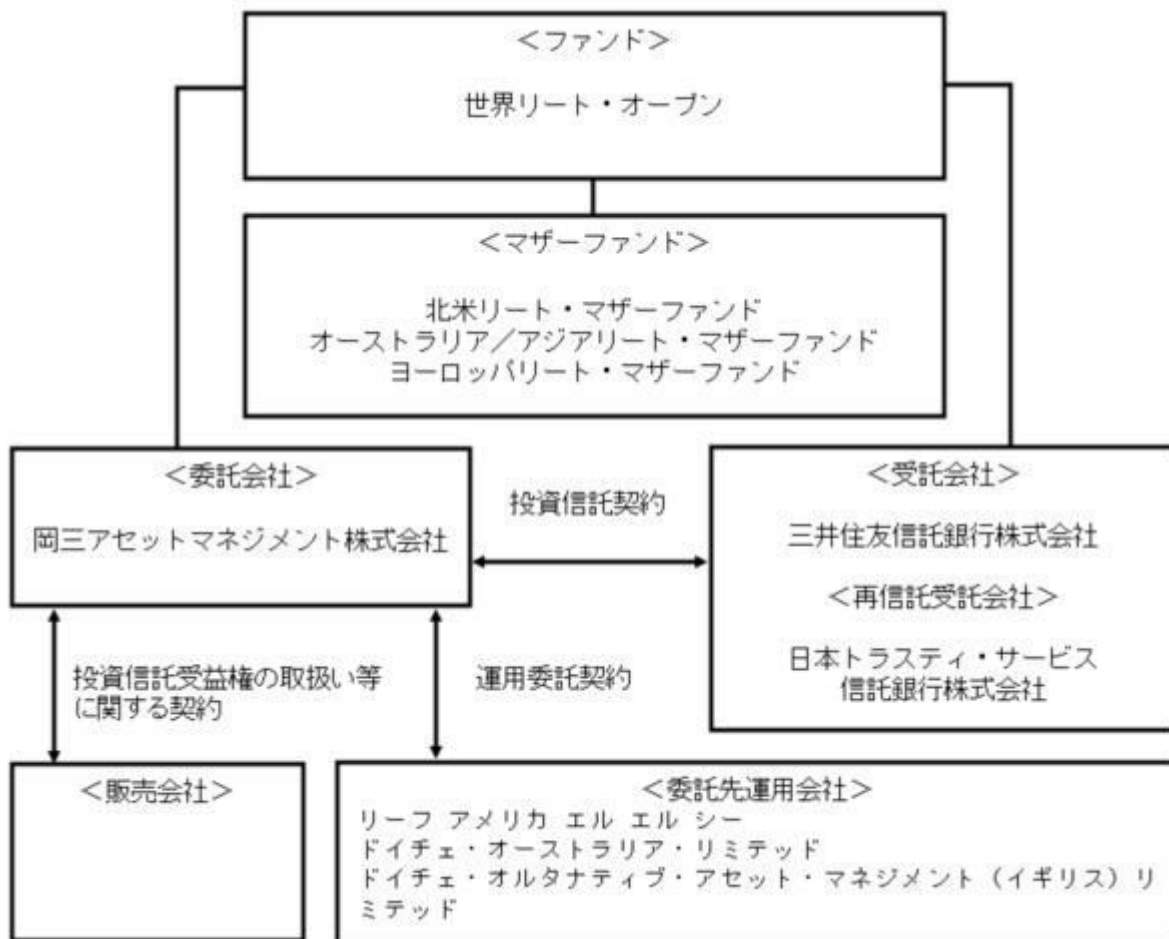 ＜ファンド＞
世界リート・オープン
＜マザーファンド＞
北米リート・マザーファンド
オーストラリア／アジアリート・マザーファンド
ヨーロッパリート・マザーファンド
＜委託会社＞
岡三アセットマネジメント株式会社
投資信託契約
＜受託会社＞
三井住友信託銀行株式会社
＜再信託受託会社＞
日本トラスティ・サービス
信託銀行株式会社
投資信託受益権の取扱い等
に関する契約
運用委託契約
＜販売会社＞
＜委託先運用会社＞
リーフ アメリカ エル エル シー
ドイチェ・オーストラリア・リミテッド
ドイチェ・オルタナティブ・アセット・マネジメント（イギリス）リ
ミテッド